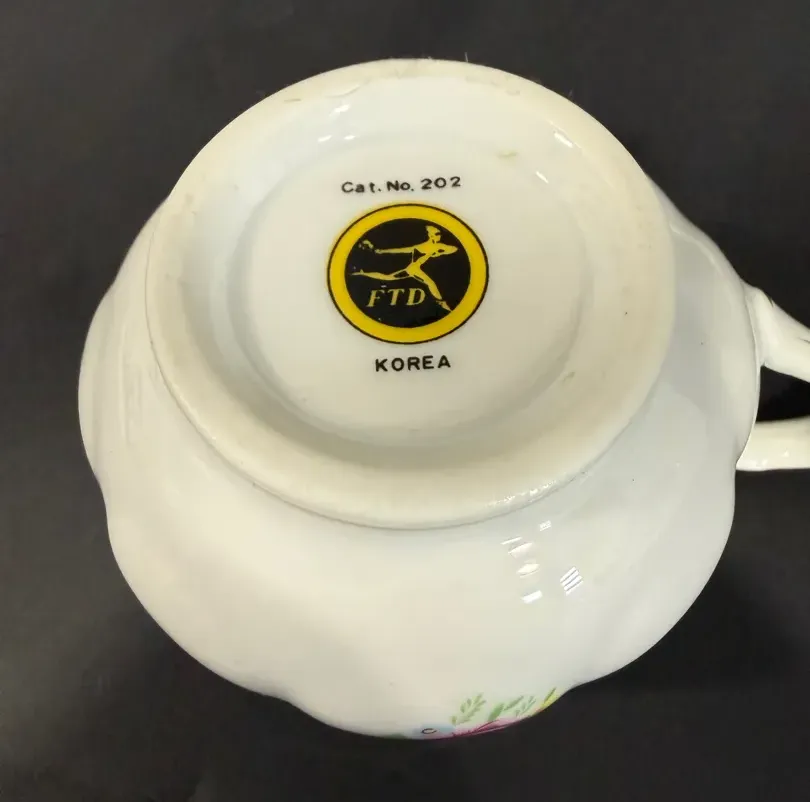 Cat. No. 202
FTD
KOREA